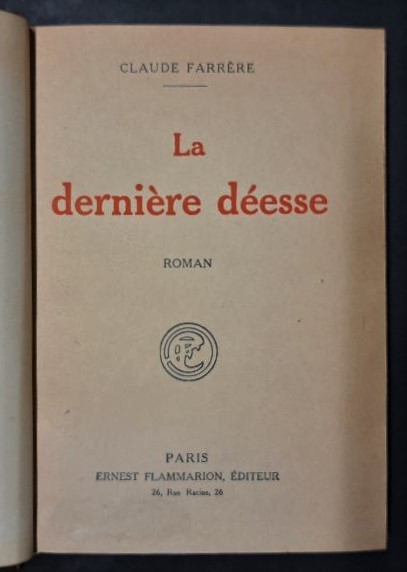 CLAUDE FARRÈRE
La
dernière déesse
ROMAN
PARIS
ERNEST FLAMMARION, ÉDITEUR
26, Rue Racine, 26